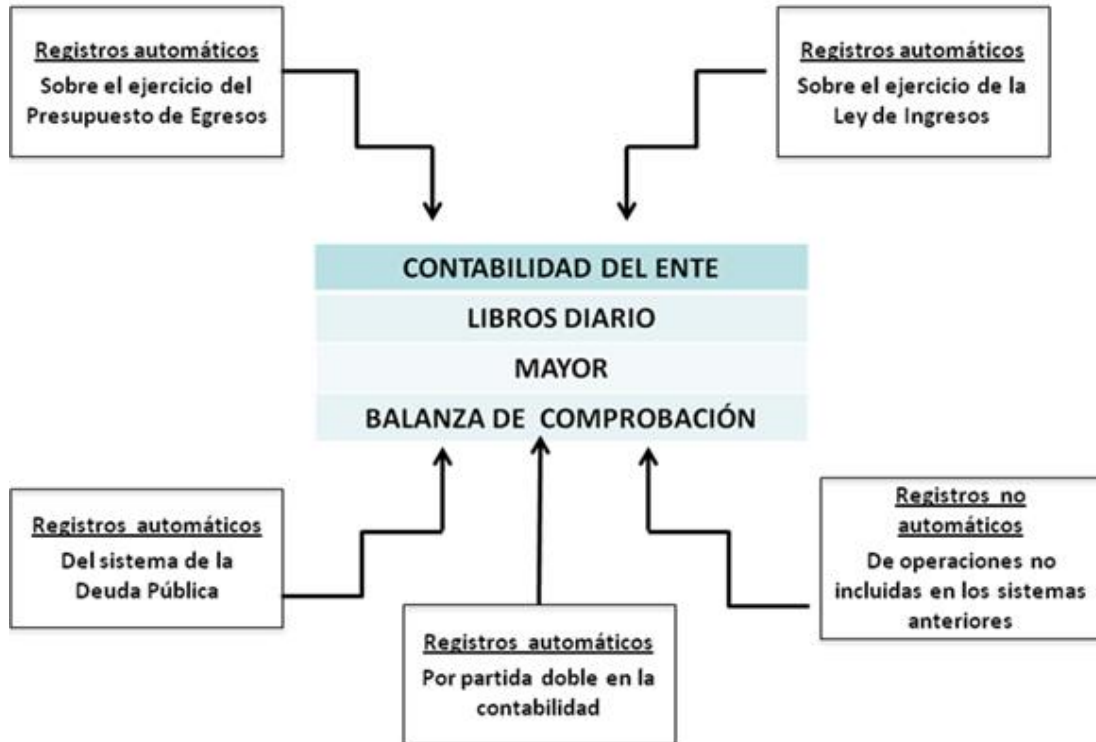 Registros automáticos
Sobre el ejercicio del
Presupuesto de Egresos
Registros automáticos
Sobre el ejercicio de la
Ley de Ingresos
CONTABILIDAD DEL ENTE
LIBROS DIARIO
MAYOR
BALANZA DE COMPROBACIÓN
Registros automáticos
Del sistema de la
Deuda Pública
Registros automáticos
Por partida doble en la
contabilidad
Registros no
automáticos
De operaciones no
incluidas en los sistemas
anteriores